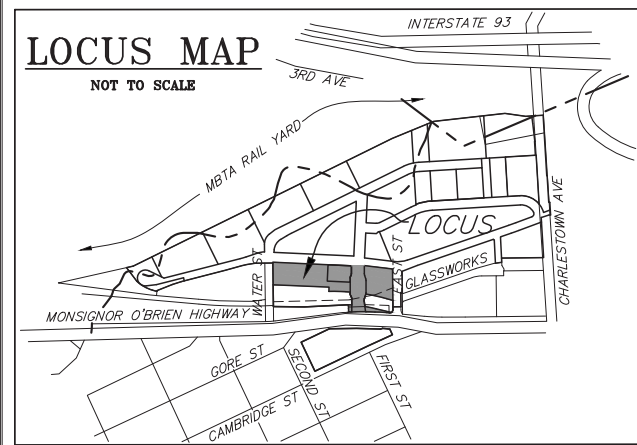 LOCUS MAP
NOT TO SCALE
INTERSTATE 93
3RD AVE
MBTA RAIL YARD
LOCUS
WATER ST
EAST ST
GLASSWORKS
CHARLESTOWN AVE
MONSIGNOR O'BRIEN HIGHWAY
GORE ST
SECOND ST
FIRST ST
CAMBRIDGE ST